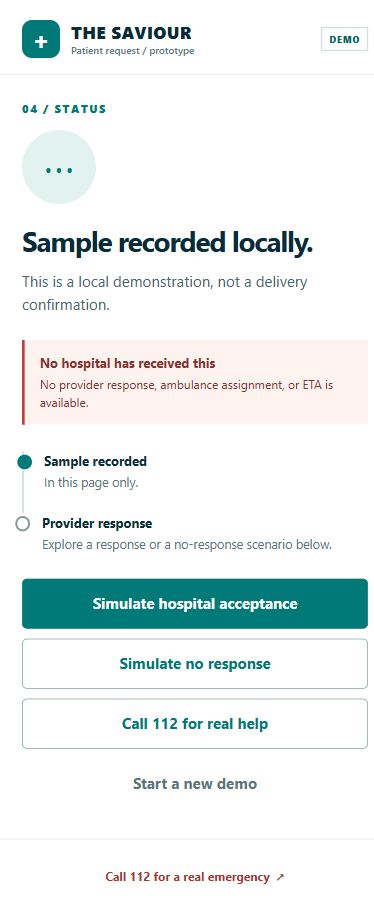 THE SAVIOUR
Patient request / prototype
DEMO
04 / STATUS
Sample recorded locally.
This is a local demonstration, not a delivery
confirmation.
No hospital has received this
No provider response, ambulance assignment, or ETA is
available.
Sample recorded
In this page only.
Provider response
Explore a response or a no-response scenario below.
Simulate hospital acceptance
Simulate no response
Call 112 for real help
Start a new demo
Call 112 for a real emergency ↗